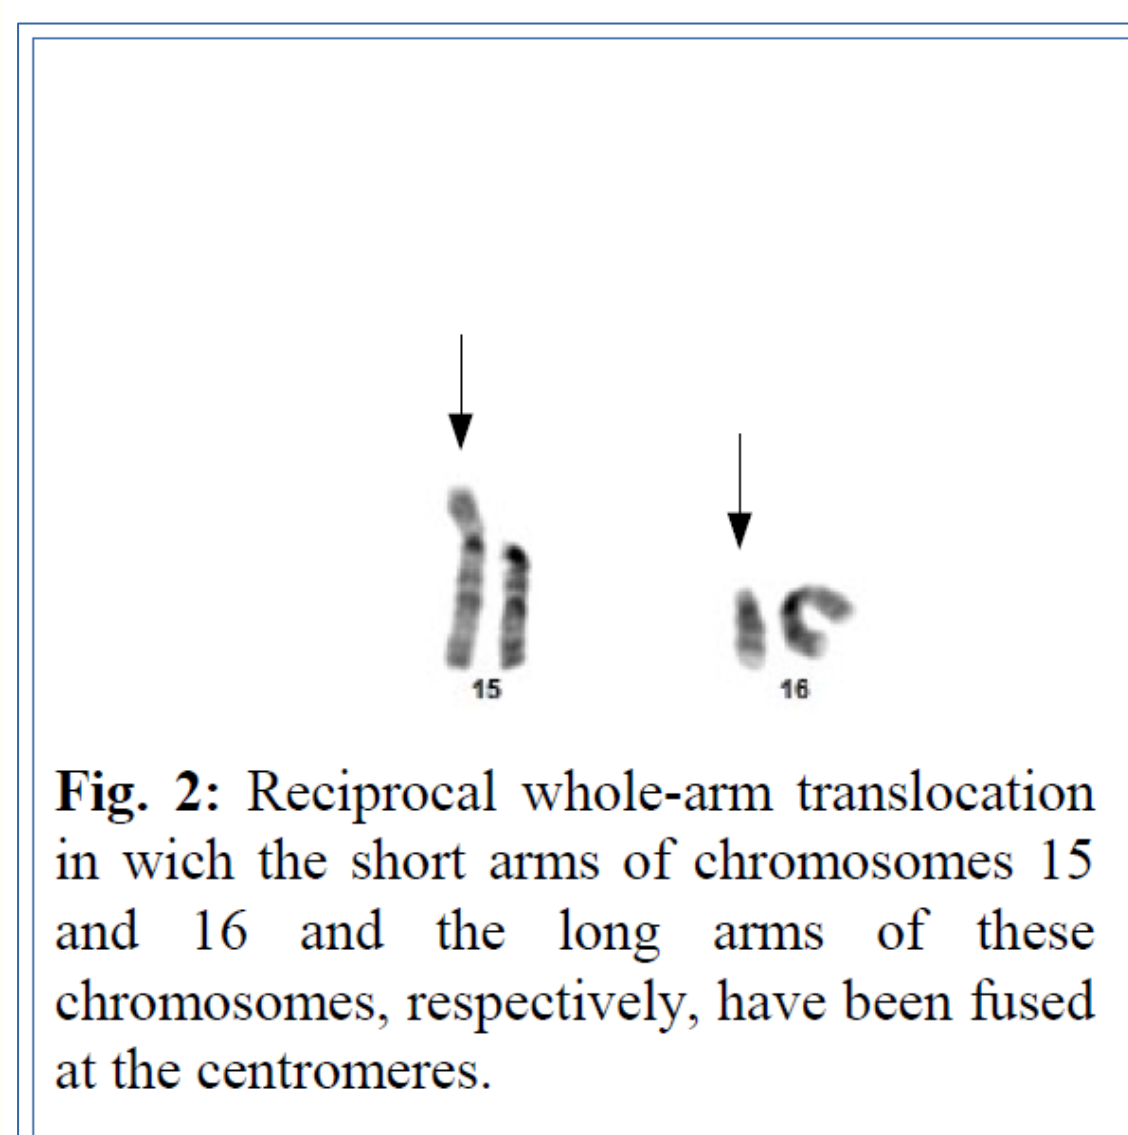 15
16
Fig. 2: Reciprocal whole-arm translocation
in wich the short arms of chromosomes 15
and 16 and the long arms of these
chromosomes, respectively, have been fused
at the centromeres.